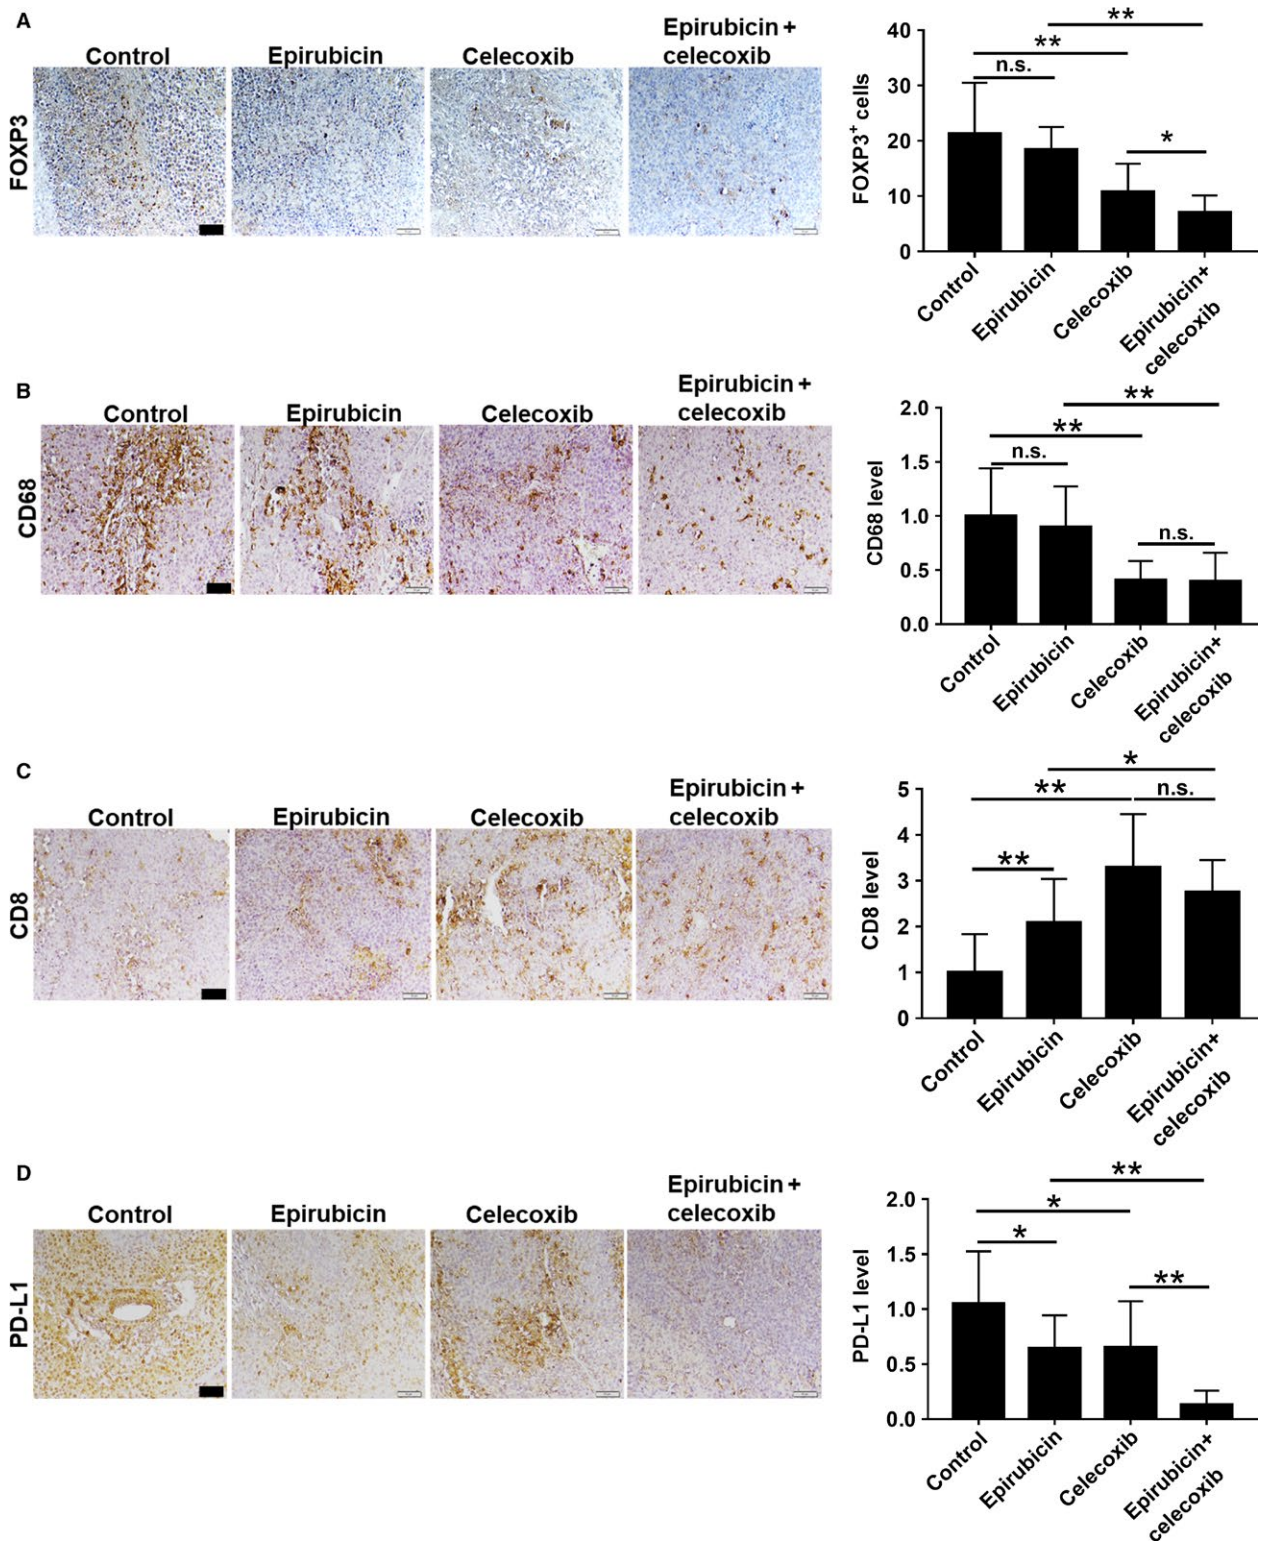 A
Control
Epirubicin
Celecoxib
Epirubicin +
celecoxib
FOXP3
FOXP3+ cells
40
30
20
10
0
**
**
n.s.
*
Control
Epirubicin
Celecoxib
Epirubicin+
celecoxib
B
Control
Epirubicin
Celecoxib
Epirubicin +
celecoxib
CD68
CD68 level
2.0
1.5
1.0
0.5
0.0
**
**
n.s.
n.s.
Control
Epirubicin
Celecoxib
Epirubicin+
celecoxib
C
Control
Epirubicin
Celecoxib
Epirubicin +
celecoxib
CD8
CD8 level
5
4
3
2
1
0
*
**
n.s.
**
Control
Epirubicin
Celecoxib
Epirubicin+
celecoxib
D
Control
Epirubicin
Celecoxib
Epirubicin +
celecoxib
PD-L1
PD-L1 level
2.0
1.5
1.0
0.5
0.0
**
*
*
**
Control
Epirubicin
Celecoxib
Epirubicin+
celecoxib